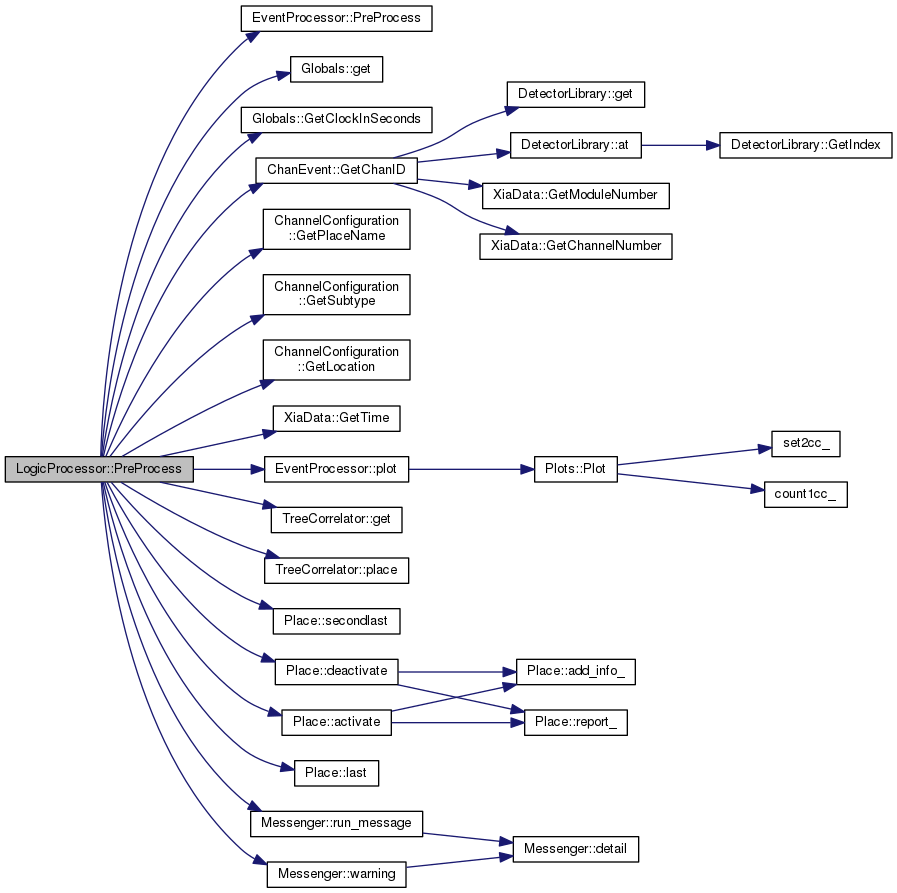 EventProcessor::PreProcess
Globals::get
DetectorLibrary::get
Globals::GetClockInSeconds
DetectorLibrary::at
DetectorLibrary::GetIndex
ChanEvent::GetChanID
XiaData::GetModuleNumber
ChannelConfiguration
::GetPlaceName
XiaData::GetChannelNumber
ChannelConfiguration
::GetSubtype
ChannelConfiguration
::GetLocation
XiaData::GetTime
LogicProcessor::PreProcess
EventProcessor::plot
Plots::Plot
set2cc_
count1cc_
TreeCorrelator::get
TreeCorrelator::place
Place::secondlast
Place::deactivate
Place::add_info_
Place::activate
Place::report_
Place::last
Messenger::run_message
Messenger::detail
Messenger::warning